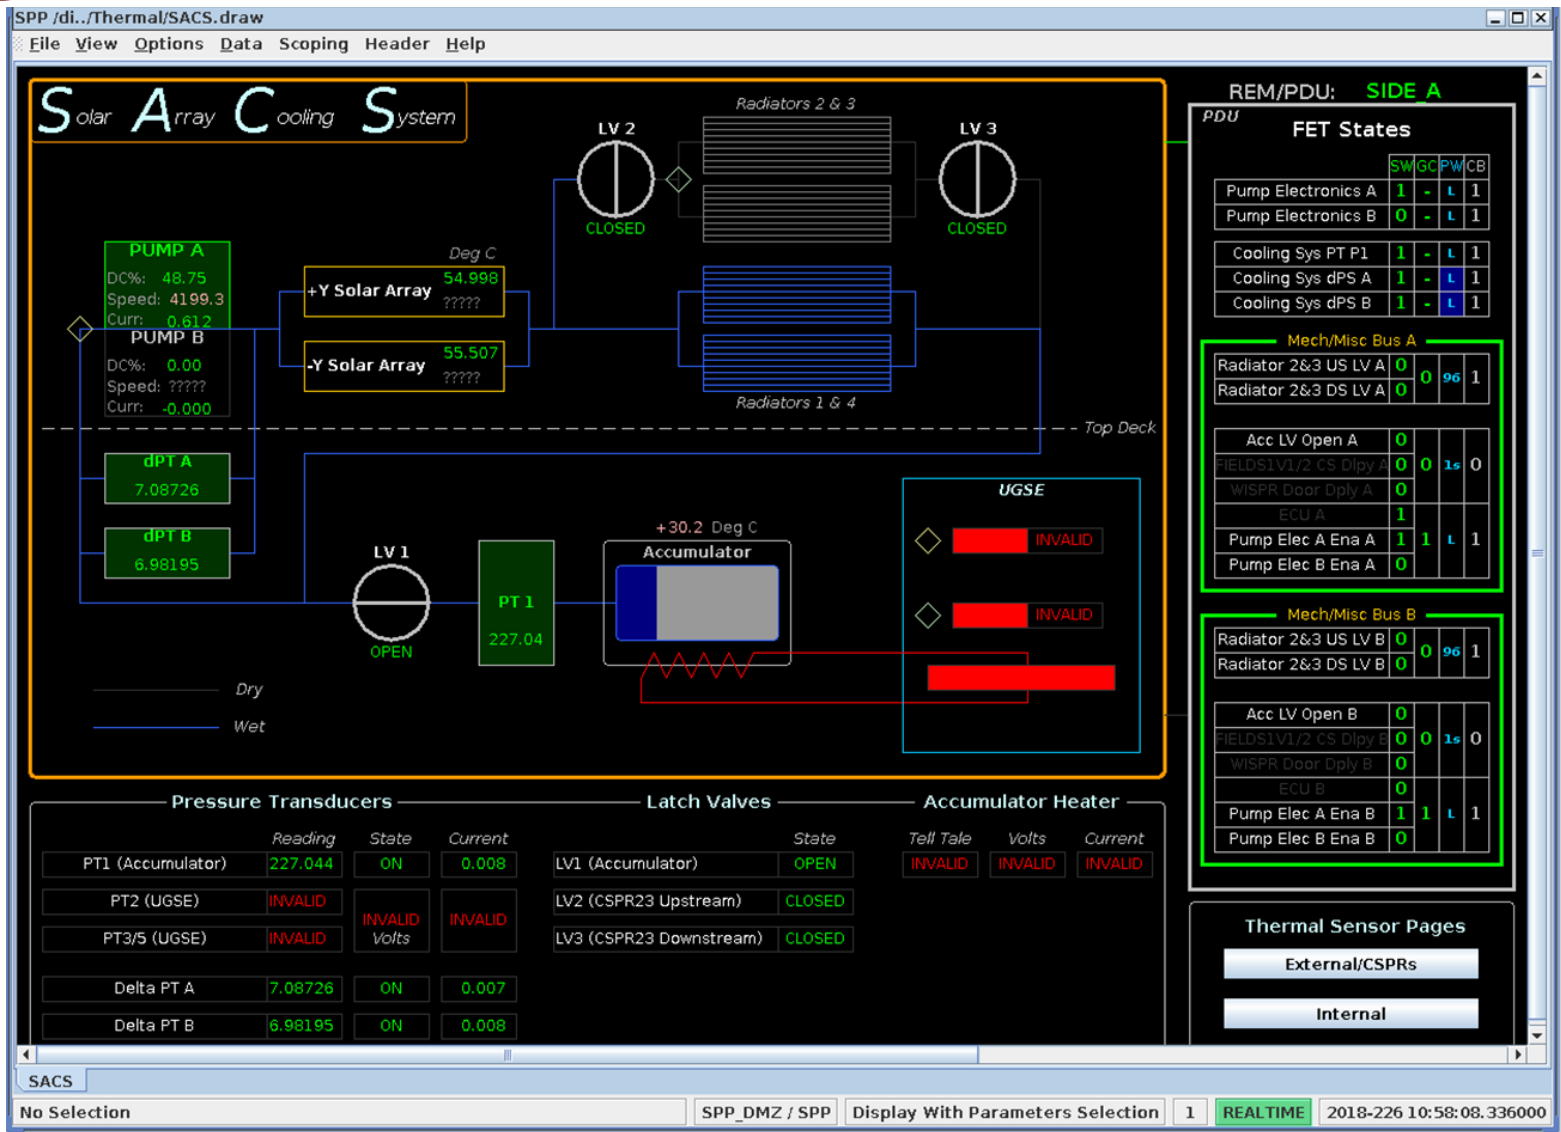 SPP /di../Thermal/SACS.draw
File View Options Data Scoping Header Help
Solar Array Cooling System
Radiators 2 & 3
LV 2
LV 3
CLOSED
CLOSED
PUMP A
DC%: 48.75
Speed: 4199.3
Curr: 0.612
PUMP B
DC%: 0.00
Speed: ?????
Curr: -0.000
Deg C
+Y Solar Array 54.998
?????
-Y Solar Array 55.507
?????
Radiators 1 & 4
Top Deck
dPT A
7.08726
dPT B
6.98195
LV 1
OPEN
PT 1
227.04
+30.2 Deg C
Accumulator
UGSE
INVALID
INVALID
Dry
Wet
REM/PDU: SIDE_A
PDU
FET States
SW GC PW CB
Pump Electronics A 1 - L 1
Pump Electronics B 0 - L 1
Cooling Sys PT P1 1 - L 1
Cooling Sys dPS A 1 - L 1
Cooling Sys dPS B 1 - L 1
Mech/Misc Bus A
Radiator 2&3 US LV A 0 0 96 1
Radiator 2&3 DS LV A 0
Acc LV Open A 0
FIELDS1V1/2 CS Dlpy A 0 0 1s 0
WISPR Door Dply A 0
ECU A 1
Pump Elec A Ena A 1 1 L 1
Pump Elec B Ena A 0
Mech/Misc Bus B
Radiator 2&3 US LV B 0 0 96 1
Radiator 2&3 DS LV B 0
Acc LV Open B 0
FIELDS1V1/2 CS Dlpy B 0 0 1s 0
WISPR Door Dply B 0
ECU B 0
Pump Elec A Ena B 1 1 L 1
Pump Elec B Ena B 0
Pressure Transducers
Reading State Current
PT1 (Accumulator) 227.044 ON 0.008
PT2 (UGSE) INVALID
INVALID INVALID
PT3/5 (UGSE) INVALID Volts
Delta PT A 7.08726 ON 0.007
Delta PT B 6.98195 ON 0.008
Latch Valves
State
LV1 (Accumulator) OPEN
LV2 (CSPR23 Upstream) CLOSED
LV3 (CSPR23 Downstream) CLOSED
Accumulator Heater
Tell Tale Volts Current
INVALID INVALID INVALID
Thermal Sensor Pages
External/CSPRs
Internal
SACS
No Selection SPP_DMZ / SPP Display With Parameters Selection 1 REALTIME 2018-226 10:58:08.336000